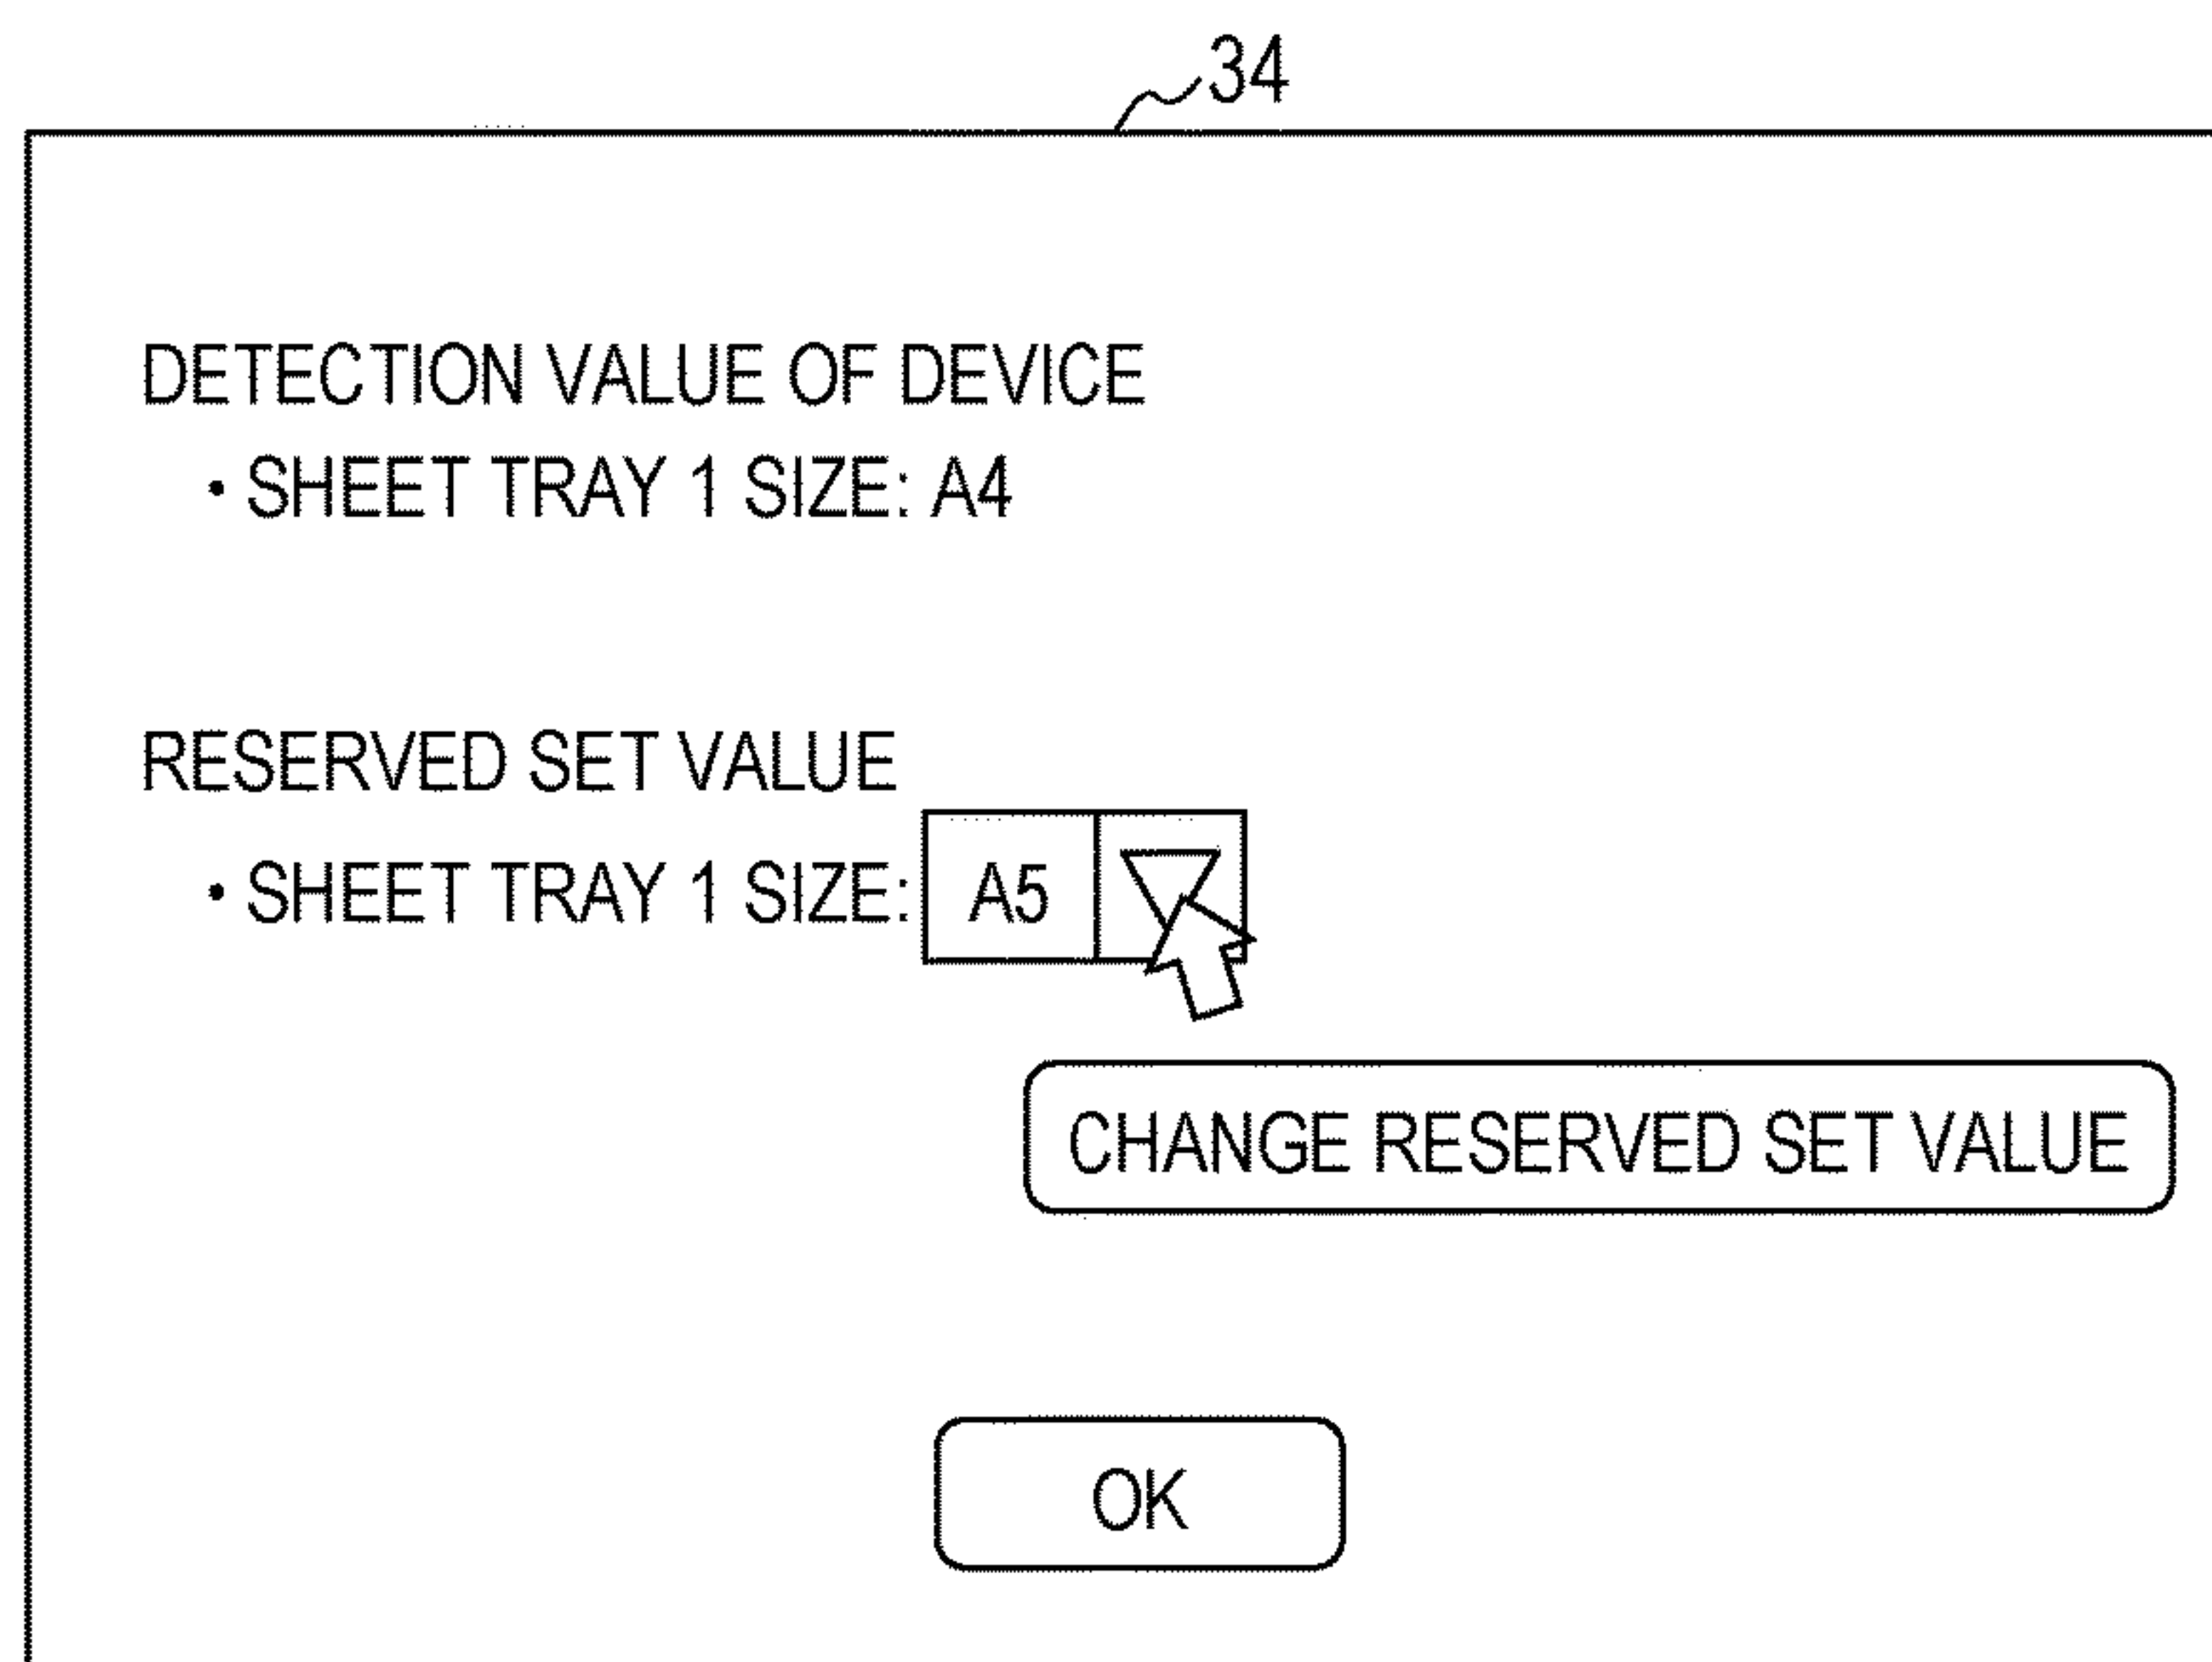 34
DETECTION VALUE OF DEVICE
• SHEET TRAY 1 SIZE: A4
RESERVED SET VALUE
• SHEET TRAY 1 SIZE: A5
CHANGE RESERVED SET VALUE
OK